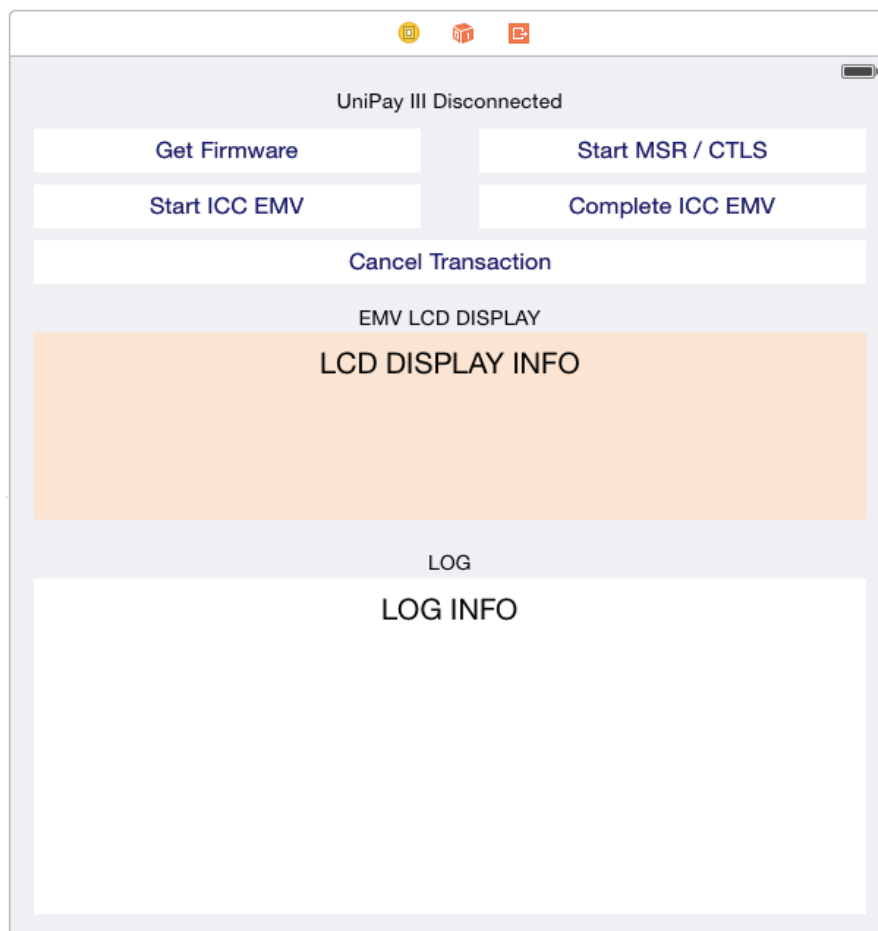 UniPay III Disconnected
Get Firmware
Start MSR / CTLS
Start ICC EMV
Complete ICC EMV
Cancel Transaction
EMV LCD DISPLAY
LCD DISPLAY INFO
LOG
LOG INFO